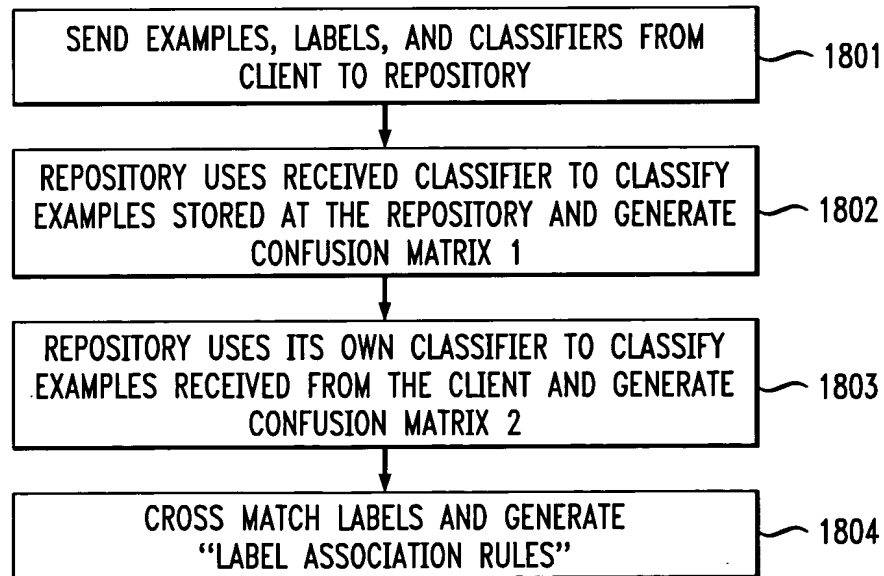 SEND EXAMPLES, LABELS, AND CLASSIFIERS FROM
CLIENT TO REPOSITORY
1801
REPOSITORY USES RECEIVED CLASSIFIER TO CLASSIFY
EXAMPLES STORED AT THE REPOSITORY AND GENERATE
CONFUSION MATRIX 1
1802
REPOSITORY USES ITS OWN CLASSIFIER TO CLASSIFY
EXAMPLES RECEIVED FROM THE CLIENT AND GENERATE
CONFUSION MATRIX 2
1803
CROSS MATCH LABELS AND GENERATE
“LABEL ASSOCIATION RULES”
1804